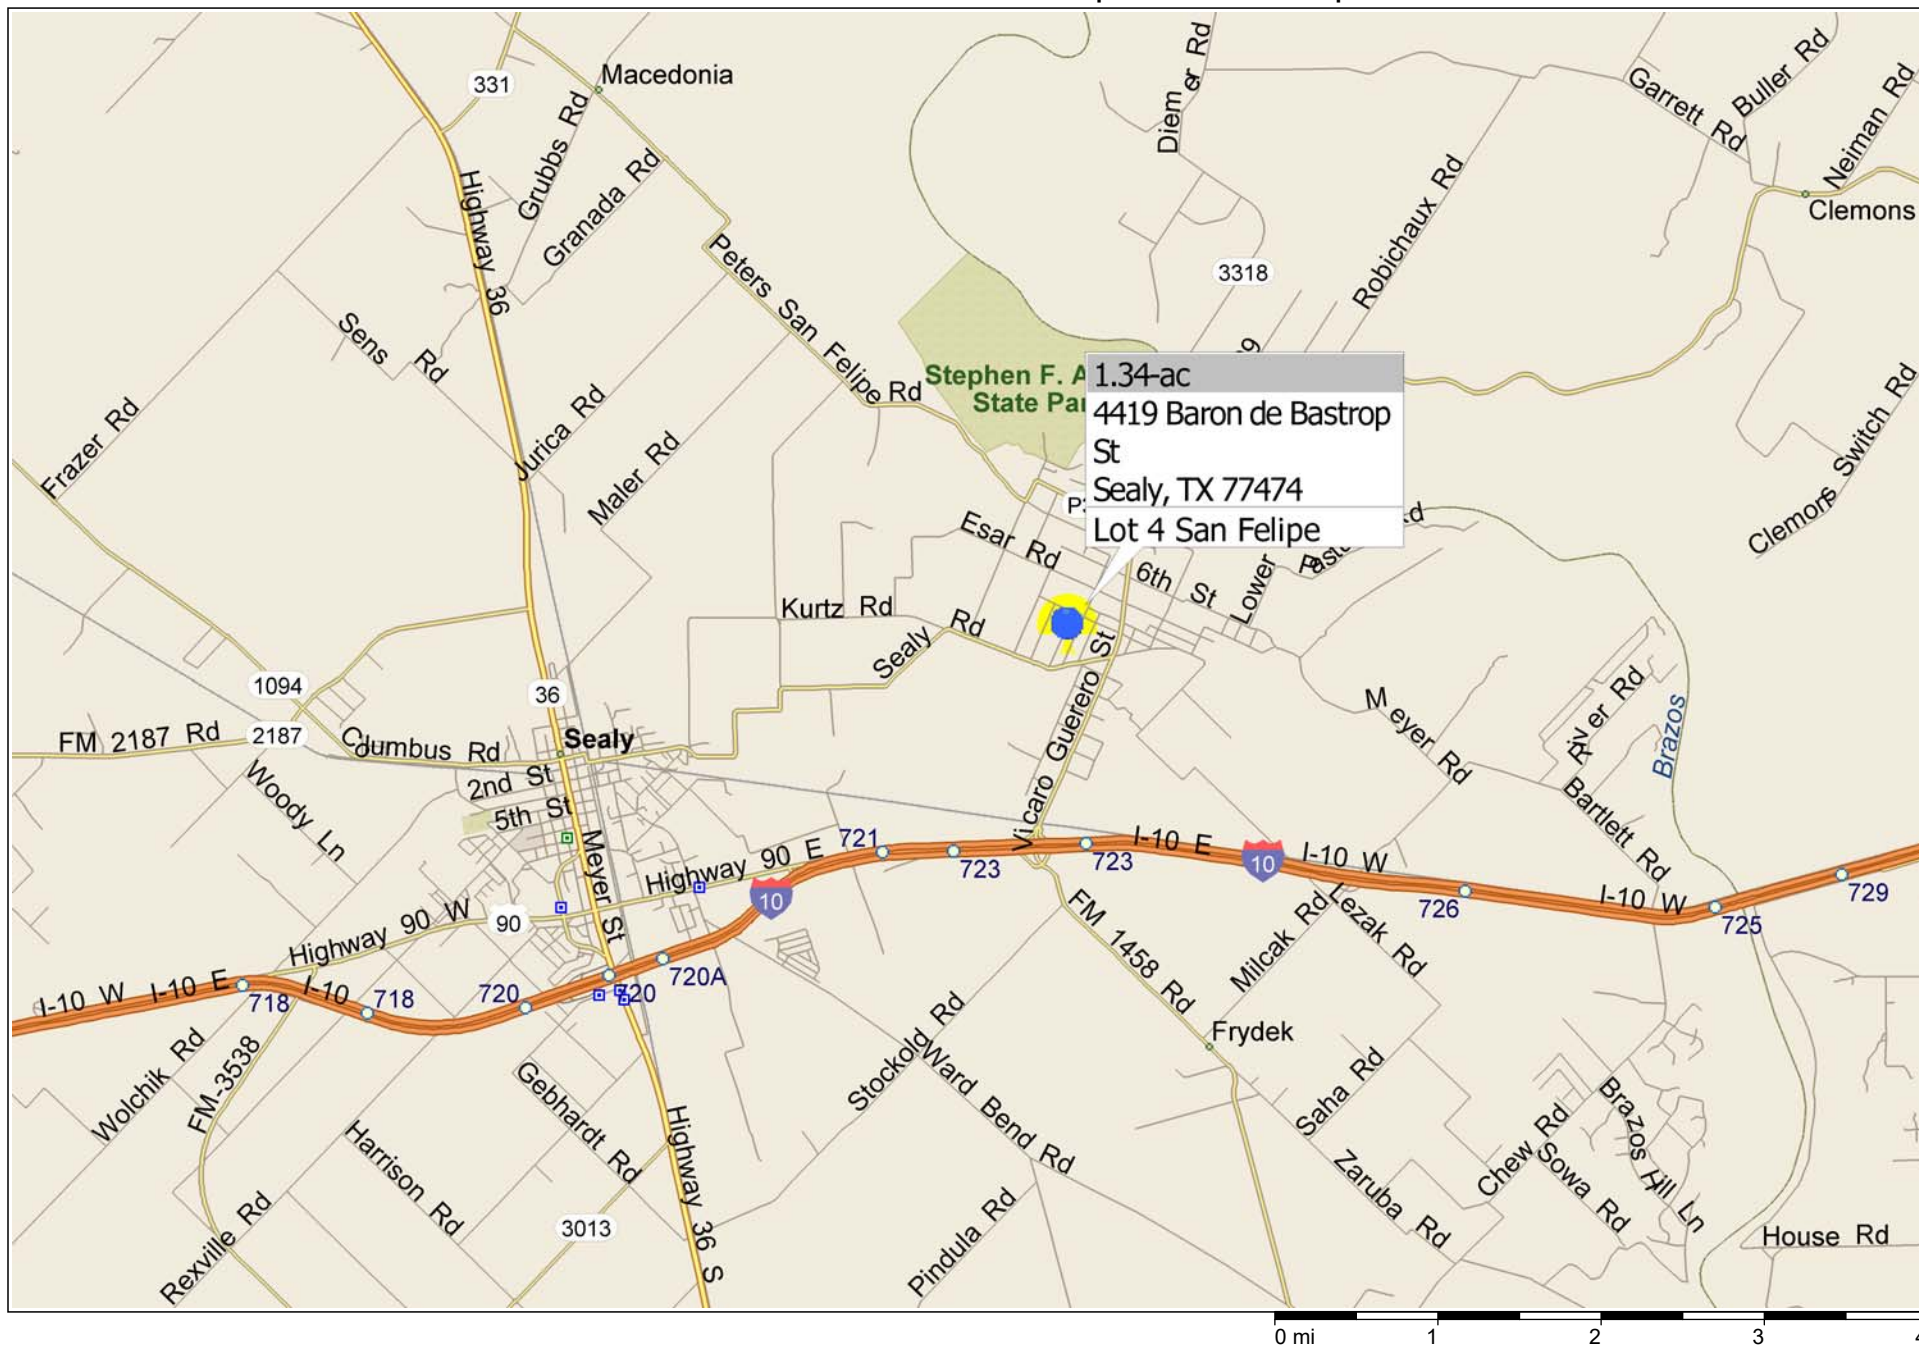 Macedonia
331
Grubbs Rd
Granada Rd
Highway 36
Diemer Rd
Garrett Rd
Buller Rd
Neiman Rd
Clemons
Robichaux Rd
3318
Peters San Felipe Rd
Sens Rd
Frazer Rd
Jurica Rd
Maler Rd
Stephen F. A
State Par
1.34-ac
4419 Baron de Bastrop
St
Sealy, TX 77474
Lot 4 San Felipe
Clemons Switch Rd
Esar Rd
6th St
Lower
Kurtz Rd
Sealy Rd
1094
36
2187
FM 2187 Rd
Columbus Rd
Sealy
2nd St
5th St
Woody Ln
Vicaro Guerero St
Meyer Rd
River Rd
Brazos
Bartlett Rd
Meyer St
Highway 90 E
721
723
723
I-10 E
10
I-10 W
726
I-10 W
725
729
10
90
Highway 90 W
I-10 W
I-10 E
I-10
718
718
720
720
720A
FM 1458 Rd
Milcak Rd
Lezak Rd
Frydek
Wolchik Rd
FM-3538
Gebhardt Rd
Stockold Rd
Ward Bend Rd
Saha Rd
Chew Rd
Brazos Hill Ln
Sowa Rd
Zaruba Rd
Harrison Rd
Rexville Rd
3013
Highway 36 S
Pindula Rd
House Rd
0 mi 1 2 3